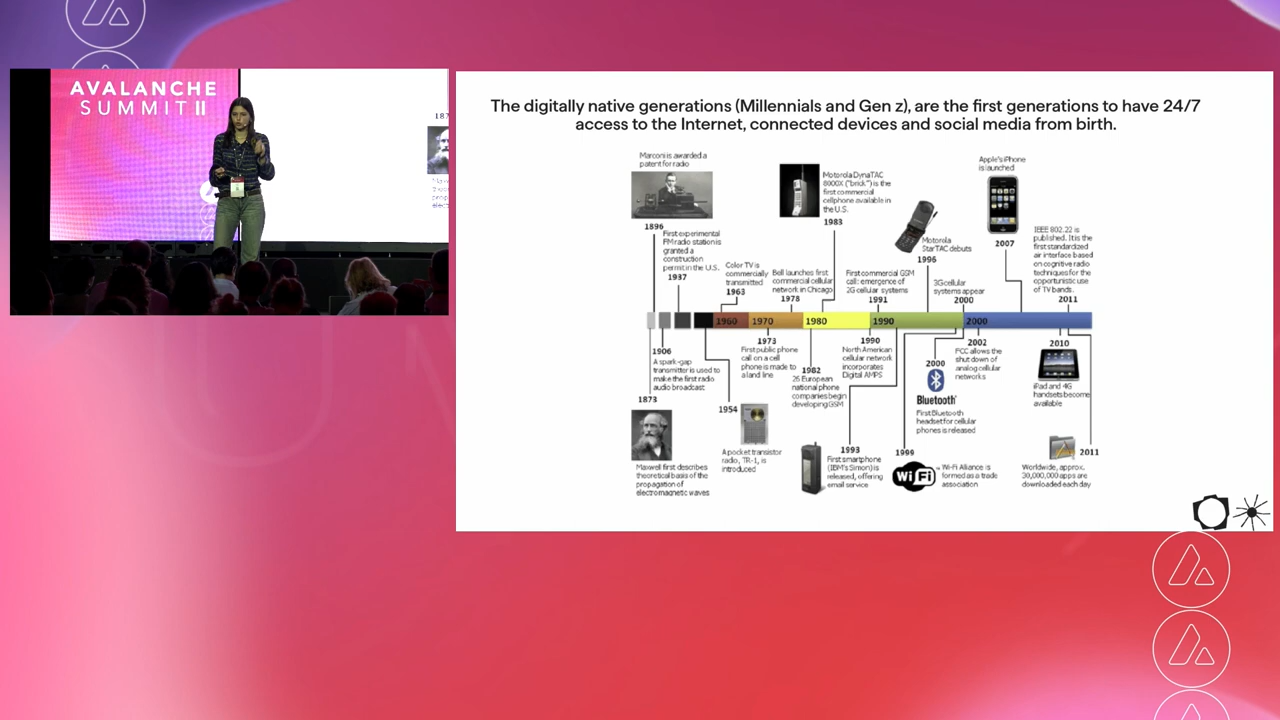 AVALANCHE
SUMMIT II
187
The digitally native generations (Millennials and Gen z), are the first generations to have 24/7
access to the Internet, connected devices and social media from birth.
Marconi is awarded a
patent for radio
1896
First experimental
FM radio station is
granted a
construction
permit in the U.S.
1937
Color TV is
commercially
transmitted
1963
Bell launches first
commercial cellular
network in Chicago
1978
Motorola DynaTAC
8000X ("brick") is the
first commercial
cellphone available in
the U.S.
1983
First commercial GSM
call: emergence of
2G cellular systems
1991
Motorola
StarTAC debuts
1996
3G cellular
systems appear
2000
Apple's iPhone
is launched
2007
IEEE 802.22 is
published. It is the
first standardized
air interface based
on cognitive radio
techniques for the
opportunistic use
of TV bands.
2011
1960 1970 1980 1990 2000
1906
A spark-gap
transmitter is used to
make the first radio
audio broadcast
1873
Maxwell first describes
theoretical basis of the
propagation of
electromagnetic waves
1954
A pocket transistor
radio, TR-1, is
introduced
1973
First public phone
call on a cell
phone is made to
a land line
1982
26 European
national phone
companies begin
developing GSM
1990
North American
cellular network
incorporates
Digital AMPS
1993
First smartphone
(IBM's Simon) is
released, offering
email service
1999
Wi Fi
Wi-Fi Alliance is
formed as a trade
association
2000
Bluetooth
First Bluetooth
headset for cellular
phones is released
2002
FCC allows the
shut down of
analog cellular
networks
2010
iPad and 4G
handsets become
available
2011
Worldwide, approx.
30,000,000 apps are
downloaded each day